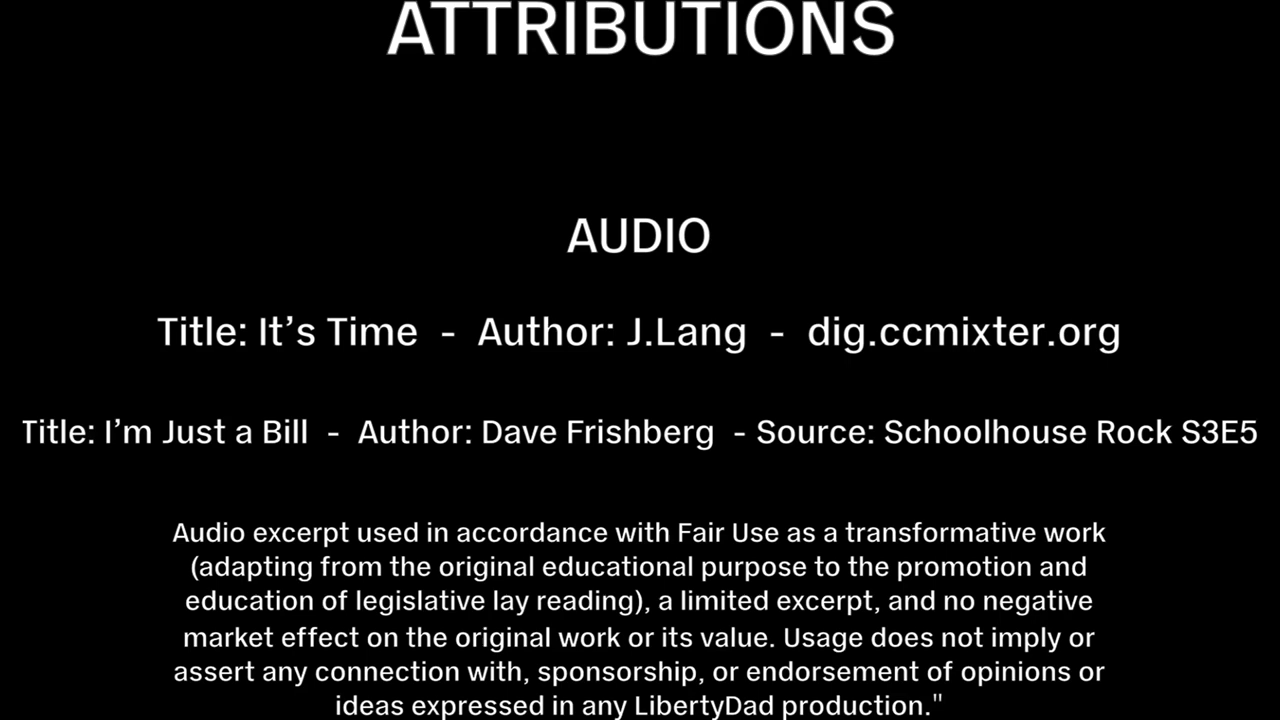 ATTRIBUTIONS
AUDIO
Title: It’s Time - Author: J.Lang - dig.ccmixter.org
Title: I’m Just a Bill - Author: Dave Frishberg - Source: Schoolhouse Rock S3E5
Audio excerpt used in accordance with Fair Use as a transformative work
(adapting from the original educational purpose to the promotion and
education of legislative lay reading), a limited excerpt, and no negative
market effect on the original work or its value. Usage does not imply or
assert any connection with, sponsorship, or endorsement of opinions or
ideas expressed in any LibertyDad production."